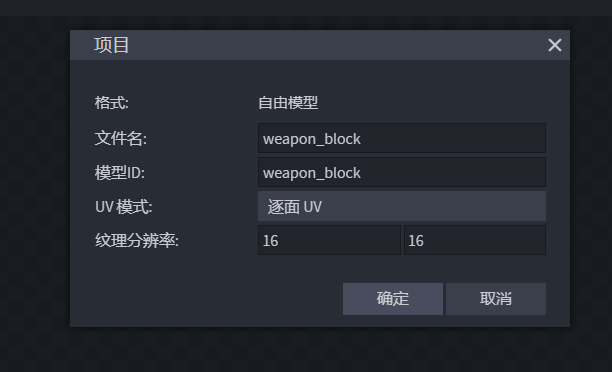 项目
格式: 自由模型
文件名: weapon_block
模型ID: weapon_block
UV 模式: 逐面 UV
纹理分辨率: 16 16
确定 取消